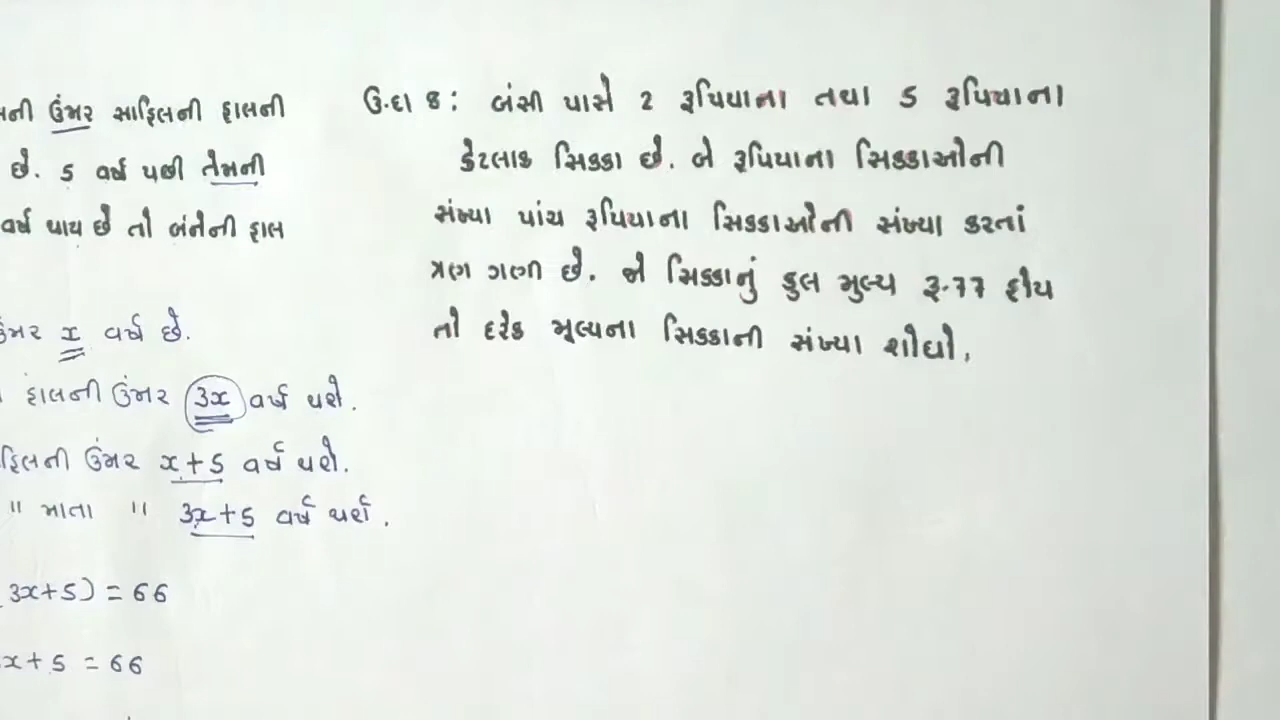 ની ઉંમર સાહિલની હાલની
છે. 5 વર્ષ પછી તેમની
વર્ષ થાય છે તો બંનેની હાલ
ઉંમર x વર્ષ છે.
હાલની ઉંમર 3x વર્ષ થશે.
હિલની ઉંમર x+5 વર્ષ થશે.
" માતા " 3x+5 વર્ષ થશે.
3x+5) = 66
x+5 = 66
ઉ.દા 8: બંસી પાસે 2 રૂપિયાના તથા 5 રૂપિયાના
કેટલાક સિક્કા છે. બે રૂપિયાના સિક્કાઓની
સંખ્યા પાંચ રૂપિયાના સિક્કાઓની સંખ્યા કરતાં
ત્રણ ગણી છે. જો સિક્કાનું કુલ મુલ્ય રૂ.77 હોય
તો દરેક મૂલ્યના સિક્કાની સંખ્યા શોધો.